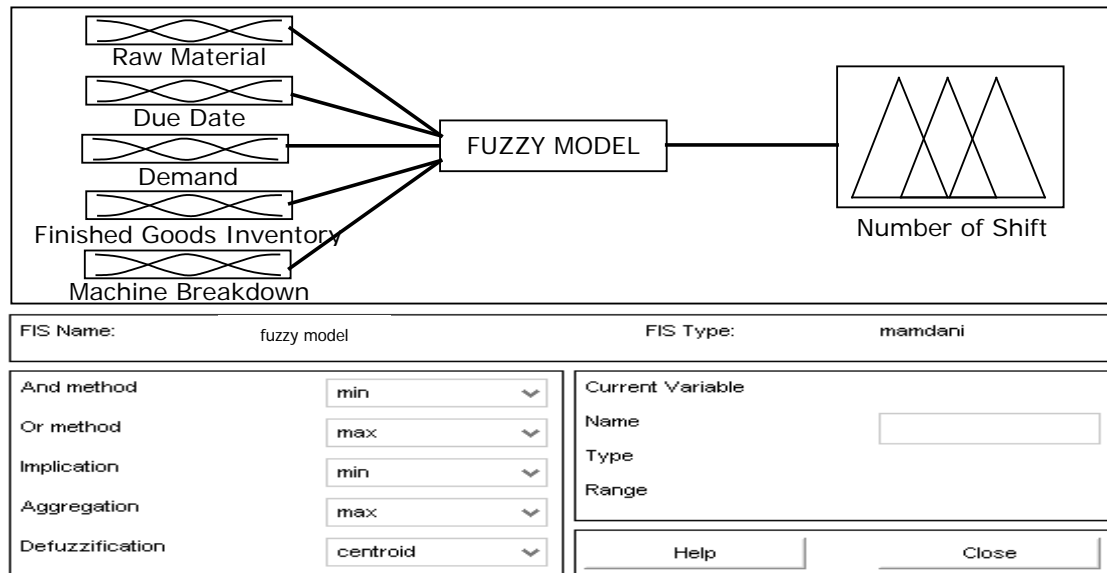 Raw Material
Due Date
Demand
Finished Goods Inventory
Machine Breakdown
FUZZY MODEL
Number of Shift
FIS Name: fuzzy model FIS Type: mamdani
And method min
Or method max
Implication min
Aggregation max
Defuzzification centroid
Current Variable
Name
Type
Range
Help Close